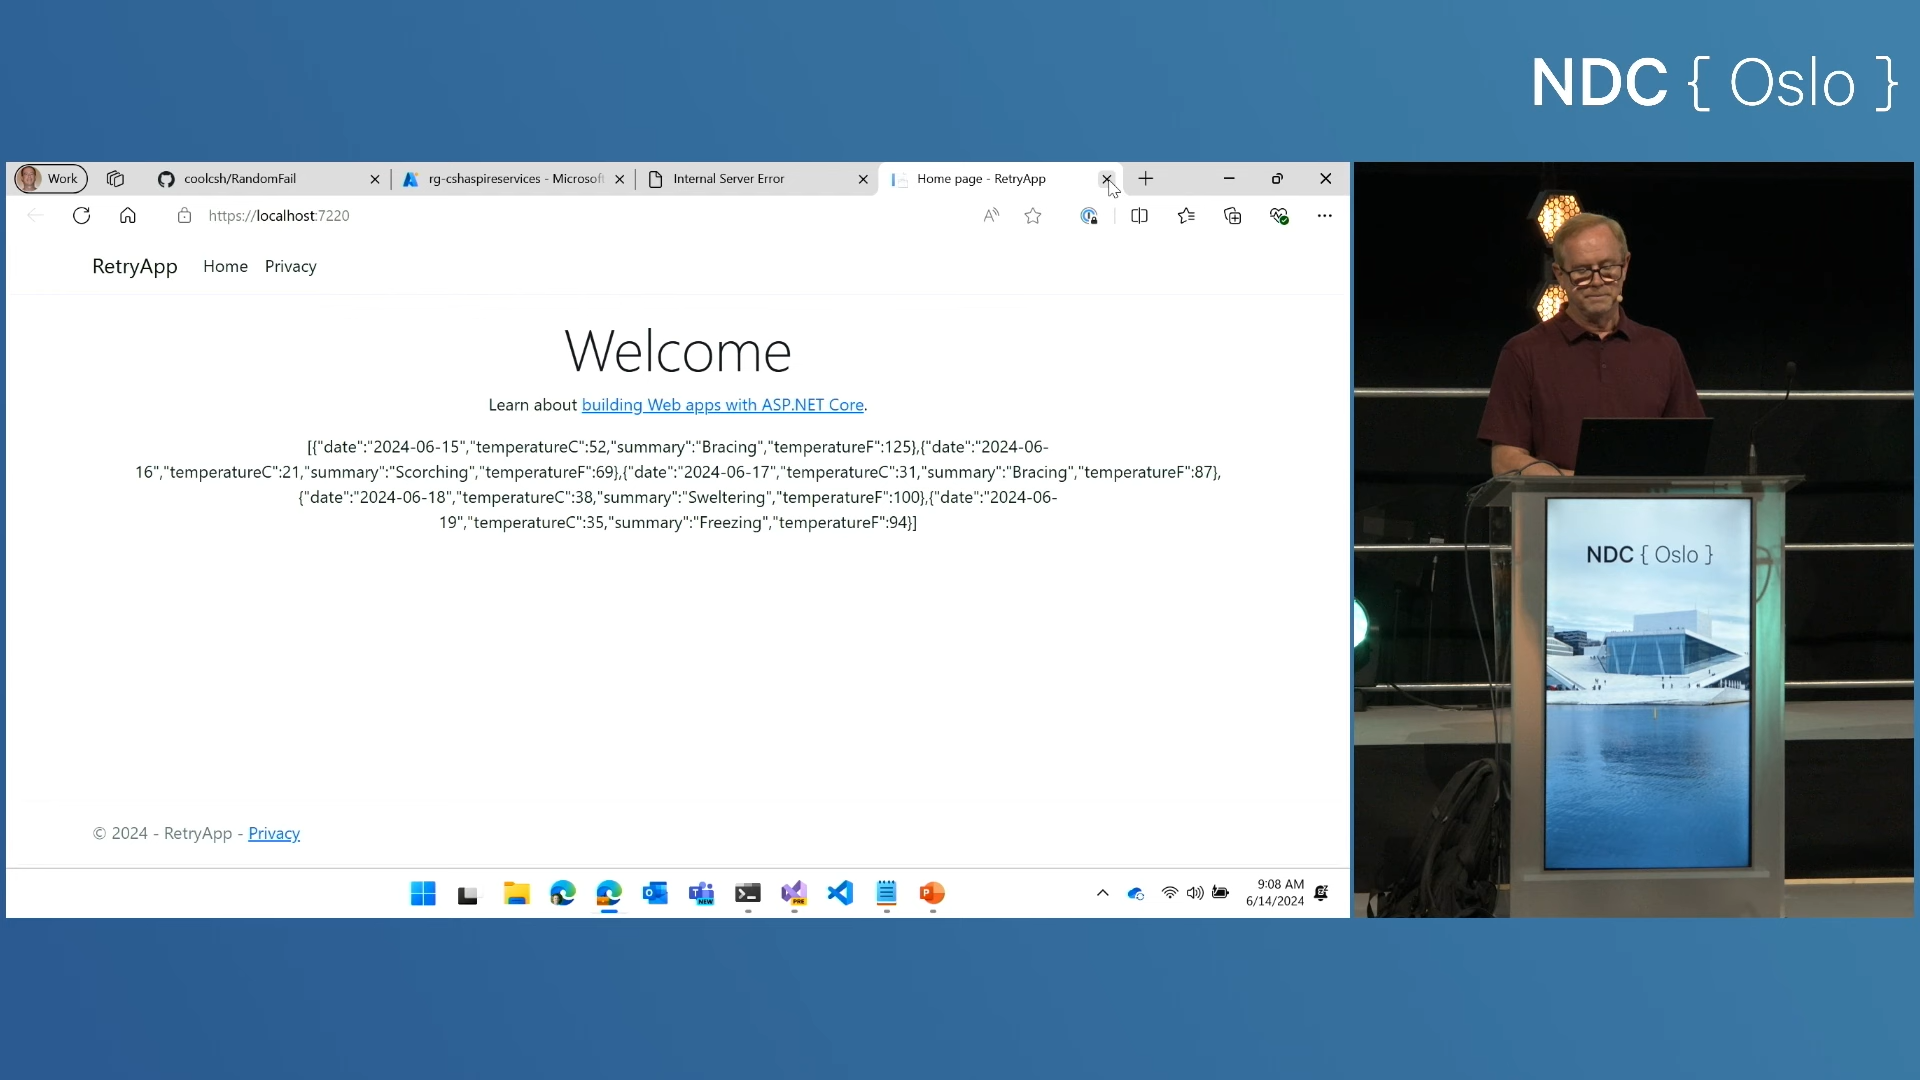 NDC { Oslo }
Work
coolcsh/RandomFail
rg-cshaspireservices - Microsoft
Internal Server Error
Home page - RetryApp
https://localhost:7220
RetryApp
Home
Privacy
Welcome
Learn about building Web apps with ASP.NET Core.
[{"date":"2024-06-15","temperatureC":52,"summary":"Bracing","temperatureF":125},{"date":"2024-06-
16","temperatureC":21,"summary":"Scorching","temperatureF":69},{"date":"2024-06-17","temperatureC":31,"summary":"Bracing","temperatureF":87},
{"date":"2024-06-18","temperatureC":38,"summary":"Sweltering","temperatureF":100},{"date":"2024-06-
19","temperatureC":35,"summary":"Freezing","temperatureF":94}]
© 2024 - RetryApp - Privacy
9:08 AM
6/14/2024
NDC { Oslo }